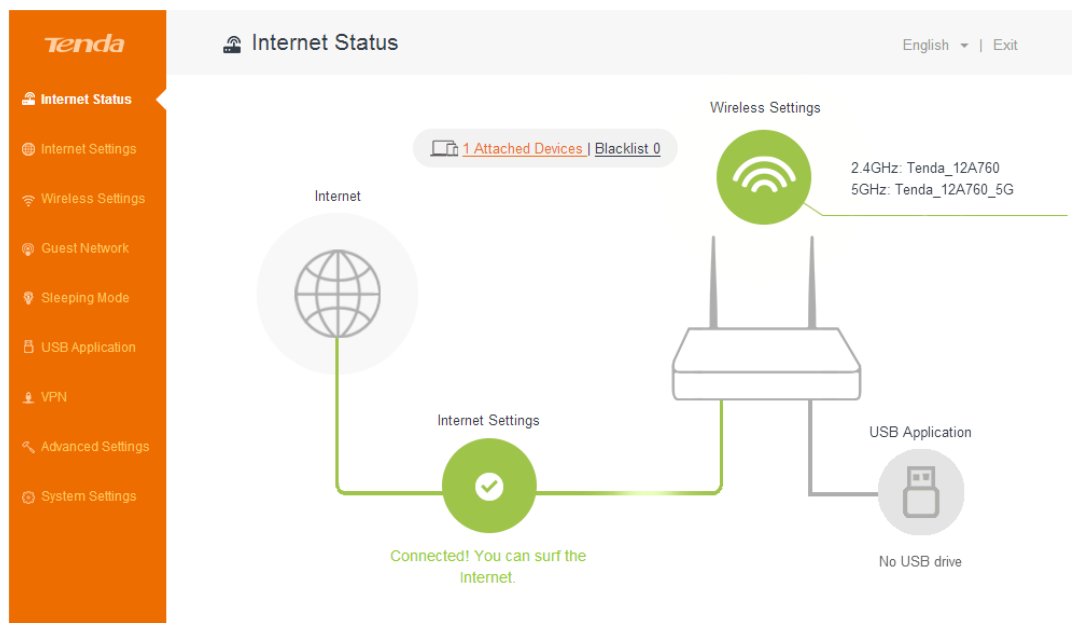 Tenda
Internet Status
English | Exit
Internet Status
Internet Settings
Wireless Settings
Guest Network
Sleeping Mode
USB Application
VPN
Advanced Settings
System Settings
1 Attached Devices | Blacklist 0
Wireless Settings
2.4GHz: Tenda_12A760
5GHz: Tenda_12A760_5G
Internet
Internet Settings
Connected! You can surf the
Internet.
USB Application
No USB drive